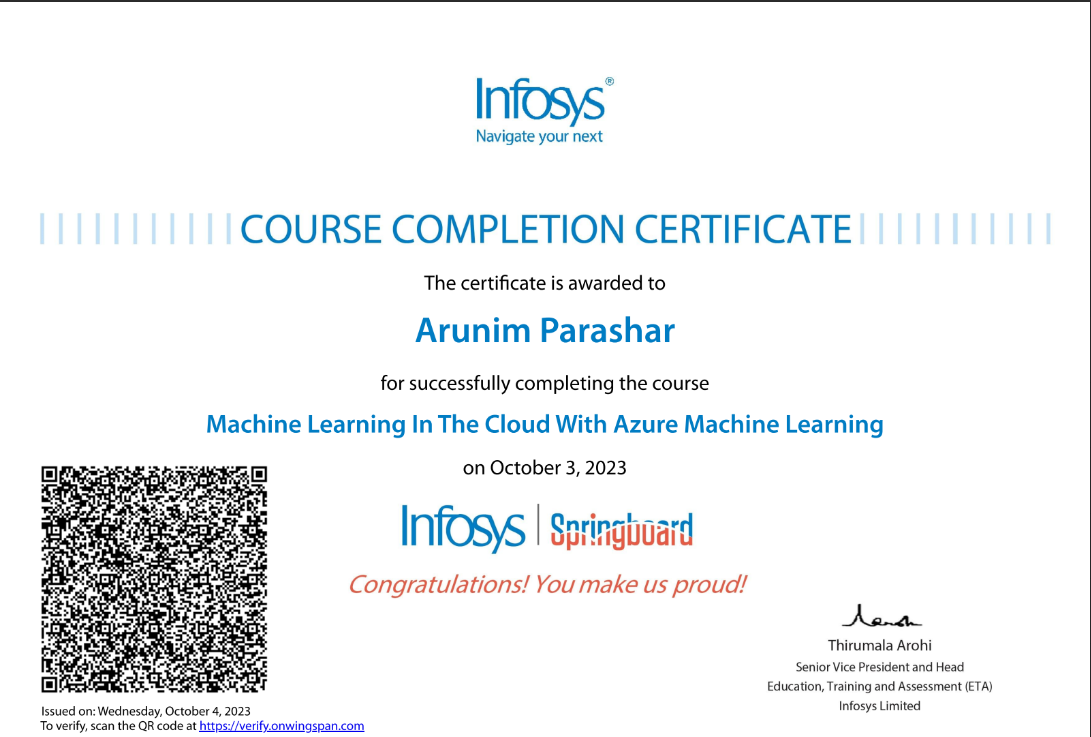 Infosys®
Navigate your next
COURSE COMPLETION CERTIFICATE
The certificate is awarded to
Arunim Parashar
for successfully completing the course
Machine Learning In The Cloud With Azure Machine Learning
on October 3, 2023
Infosys | Springboard
Congratulations! You make us proud!
Thirumala Arohi
Senior Vice President and Head
Education, Training and Assessment (ETA)
Infosys Limited
Issued on: Wednesday, October 4, 2023
To verify, scan the QR code at https://verify.onwingspan.com